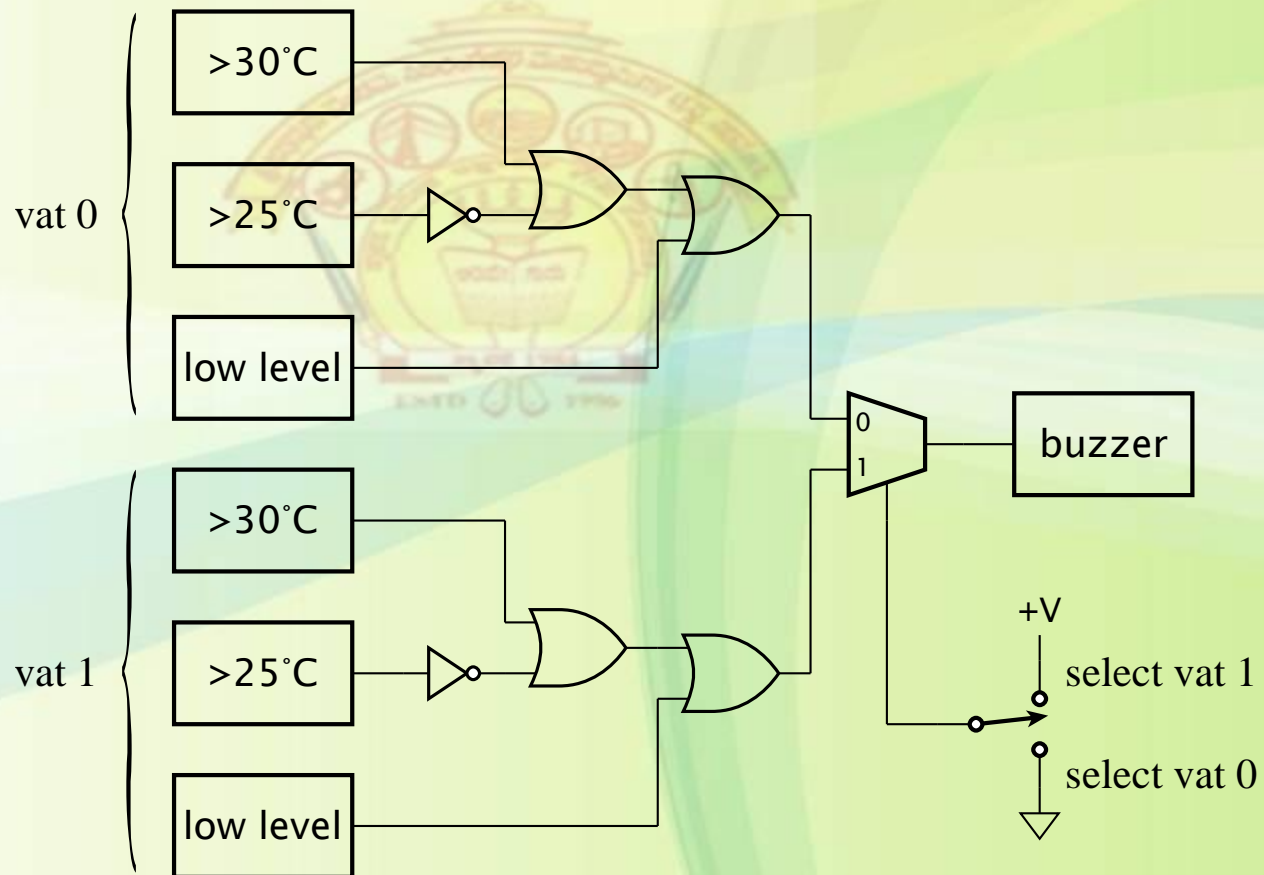 vat 0
>30°C
>25°C
low level
vat 1
>30°C
>25°C
low level
0
1
buzzer
+V
select vat 1
select vat 0